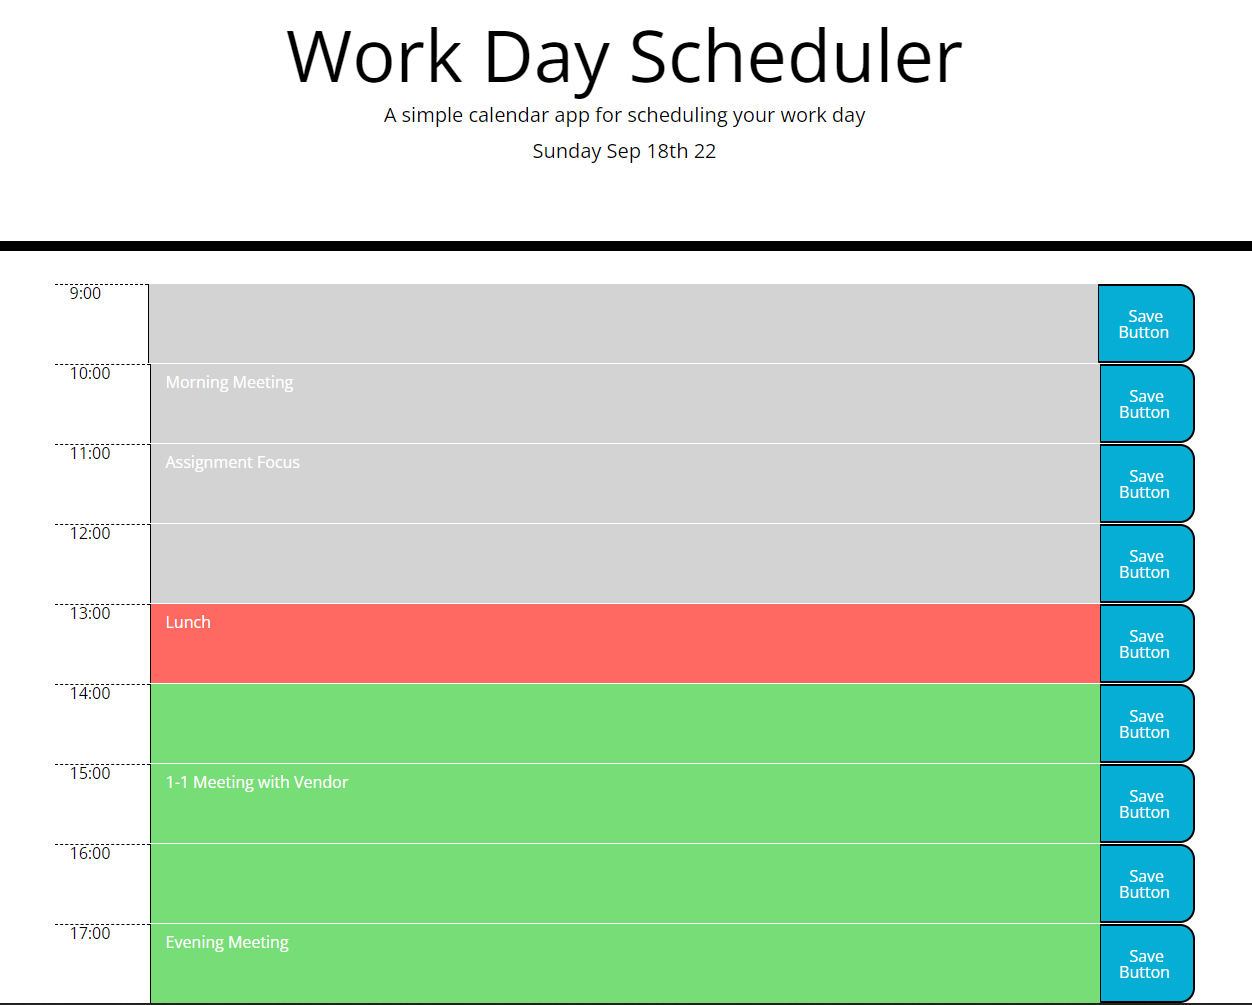 Work Day Scheduler
A simple calendar app for scheduling your work day
Sunday Sep 18th 22
9:00
Save
Button
10:00
Morning Meeting
Save
Button
11:00
Assignment Focus
Save
Button
12:00
Save
Button
13:00
Lunch
Save
Button
14:00
Save
Button
15:00
1-1 Meeting with Vendor
Save
Button
16:00
Save
Button
17:00
Evening Meeting
Save
Button